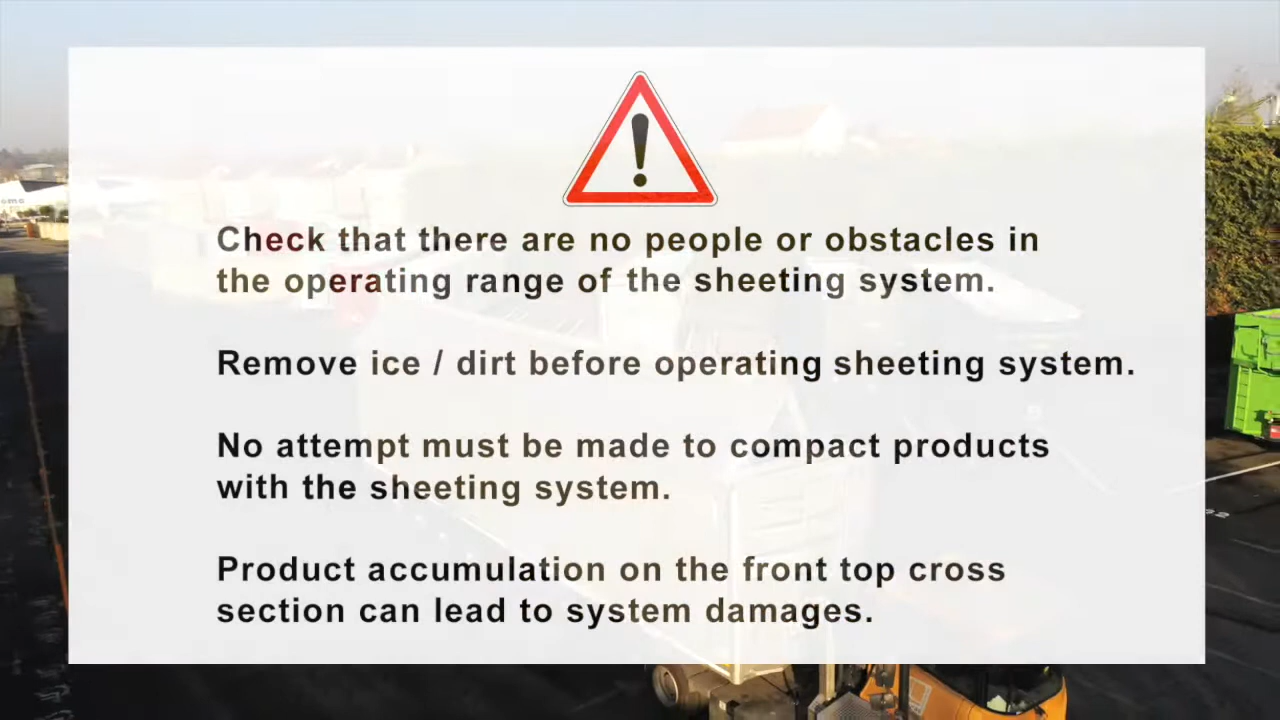 Check that there are no people or obstacles in
the operating range of the sheeting system.
Remove ice / dirt before operating sheeting system.
No attempt must be made to compact products
with the sheeting system.
Product accumulation on the front top cross
section can lead to system damages.